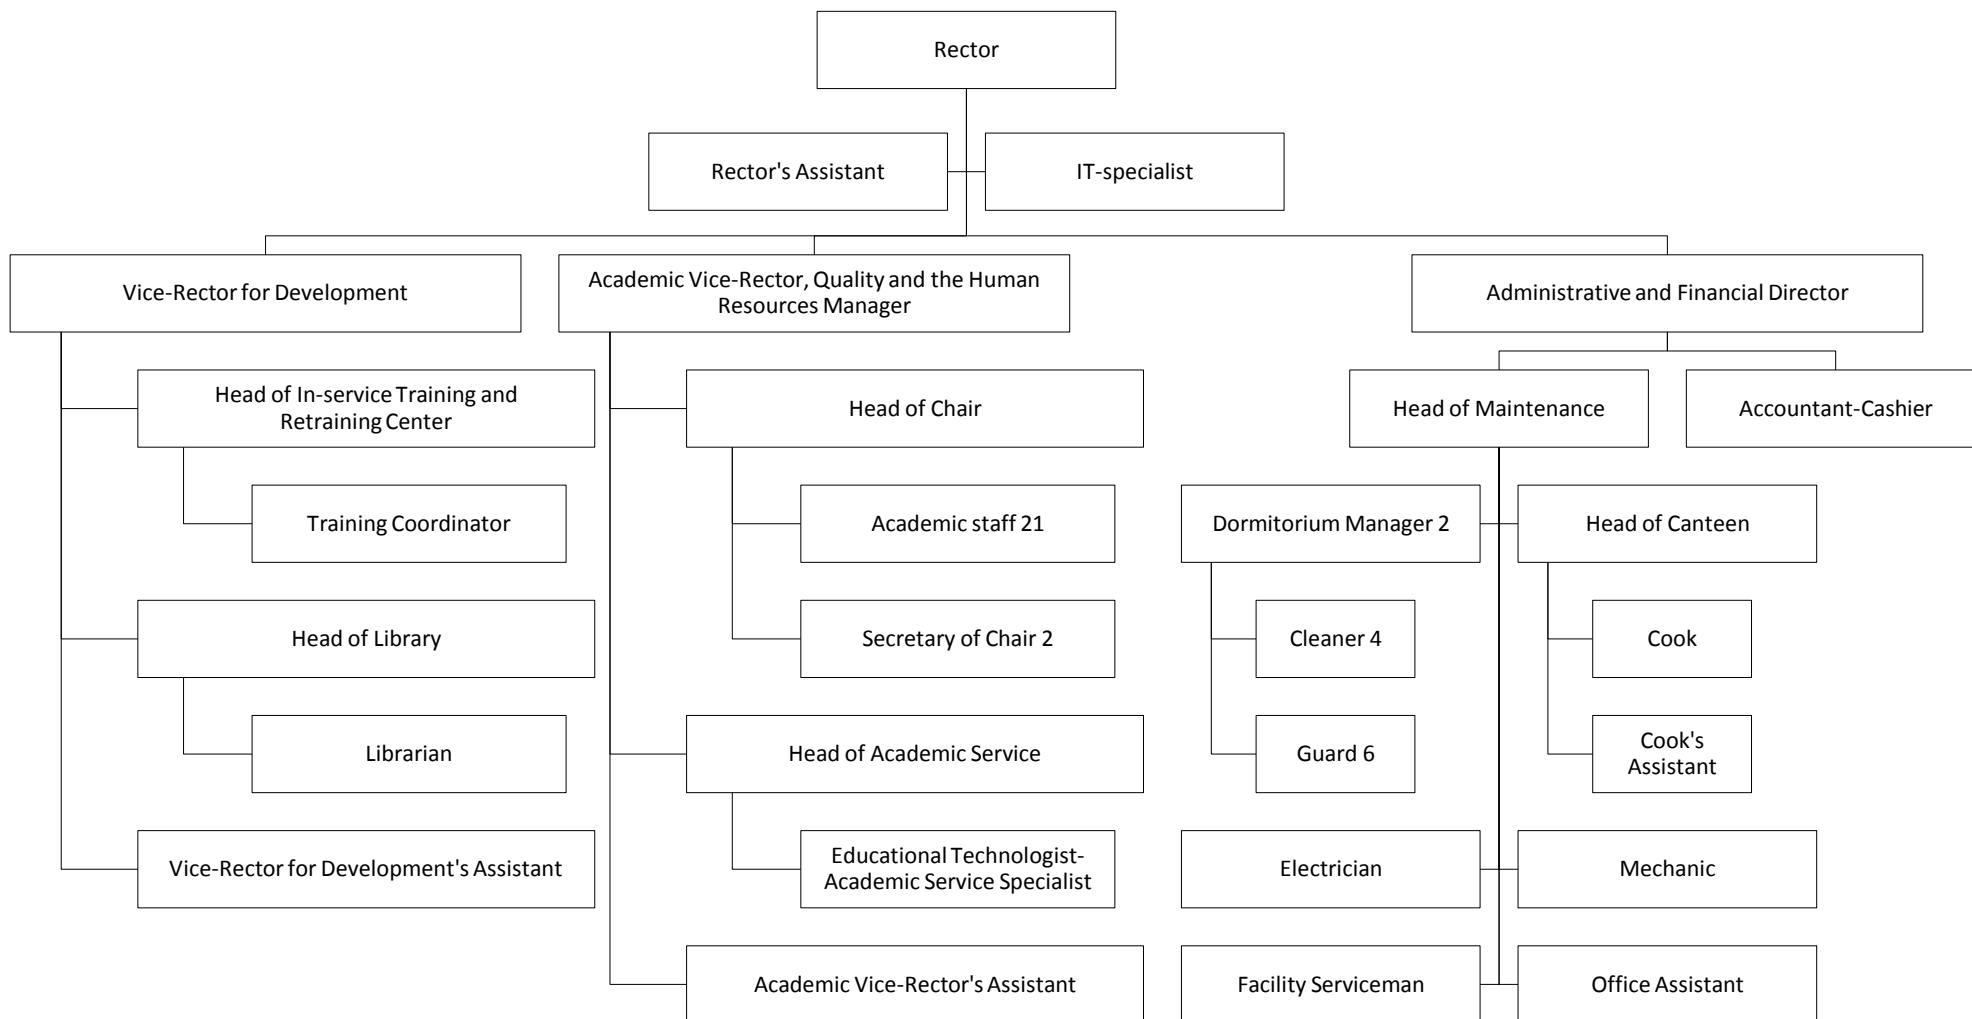 Rector
Rector's Assistant
IT-specialist
Vice-Rector for Development
Academic Vice-Rector, Quality and the Human
Resources Manager
Administrative and Financial Director
Head of In-service Training and
Retraining Center
Head of Chair
Head of Maintenance
Accountant-Cashier
Training Coordinator
Academic staff 21
Dormitorium Manager 2
Head of Canteen
Head of Library
Secretary of Chair 2
Cleaner 4
Cook
Librarian
Head of Academic Service
Guard 6
Cook's
Assistant
Vice-Rector for Development's Assistant
Educational Technologist-
Academic Service Specialist
Electrician
Mechanic
Academic Vice-Rector's Assistant
Facility Serviceman
Office Assistant